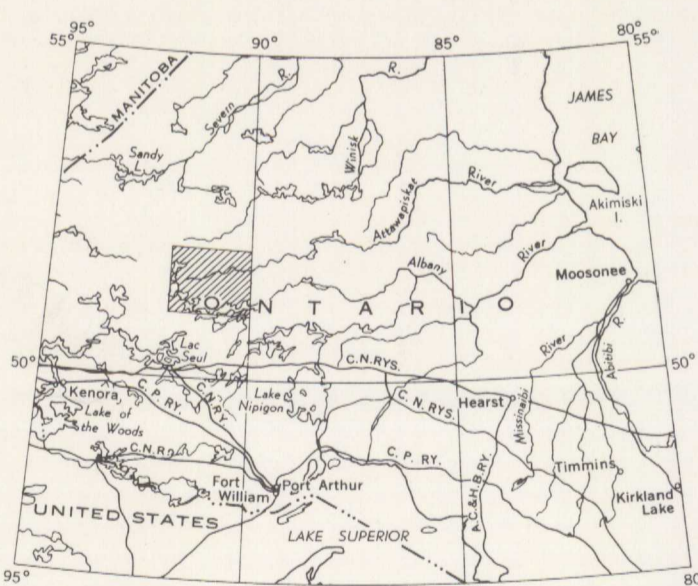 95°
55°
90°
85°
80°
55°
MANITOBA
Severn R.
R.
JAMES
BAY
Sandy L.
Winisk
Attawapiskat
River
Akimiski
I.
Albany
River
Moosonee
ONTARIO
Lac
Seul
50°
C.N.RYS.
River
Abitibi R.
50°
Kenora
C.P.RY.
C.N.RY.
Lake of
the Woods
Lake
Nipigon
C.N.RYS.
Hearst
Missinaibi
C.N.R.
C.P.RY.
Timmins
Fort
William
Port Arthur
A.C.&H.B.RY.
Kirkland
Lake
UNITED STATES
LAKE SUPERIOR
95°